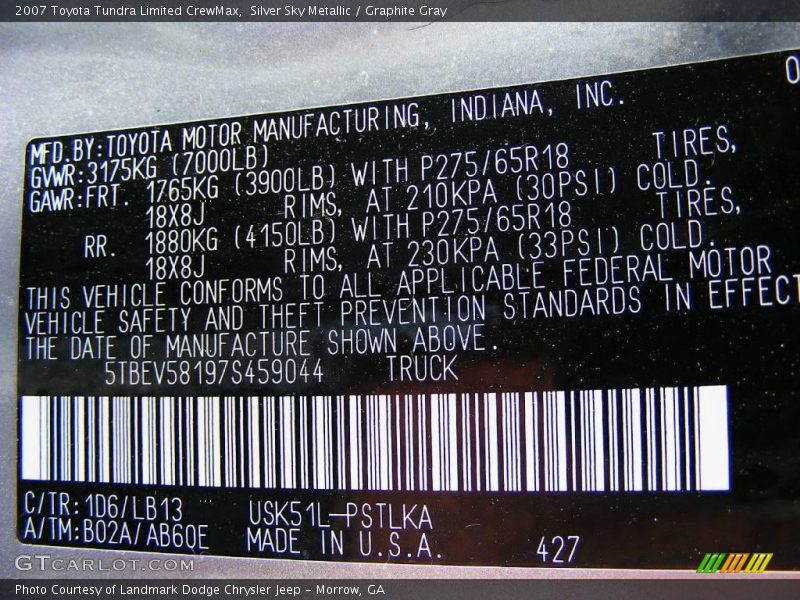 2007 Toyota Tundra Limited CrewMax,  Silver Sky Metallic / Graphite Gray
MFD.BY:TOYOTA MOTOR MANUFACTURING, INDIANA, INC.
GVWR:3175KG (7000LB)
GAWR:FRT. 1765KG (3900LB) WITH P275/65R18 TIRES,
18X8J RIMS, AT 210KPA (30PSI) COLD.
RR. 1880KG (4150LB) WITH P275/65R18 TIRES,
18X8J RIMS, AT 230KPA (33PSI) COLD.
THIS VEHICLE CONFORMS TO ALL APPLICABLE FEDERAL MOTOR
VEHICLE SAFETY AND THEFT PREVENTION STANDARDS IN EFFECT
THE DATE OF MANUFACTURE SHOWN ABOVE.
5TBEV58197S459044 TRUCK
C/TR:1D6/LB13 USK51L-PSTLKA
A/TM:B02A/AB60E MADE IN U.S.A. 427
GTCARLOT.COM
Photo Courtesy of Landmark Dodge Chrysler Jeep – Morrow, GA